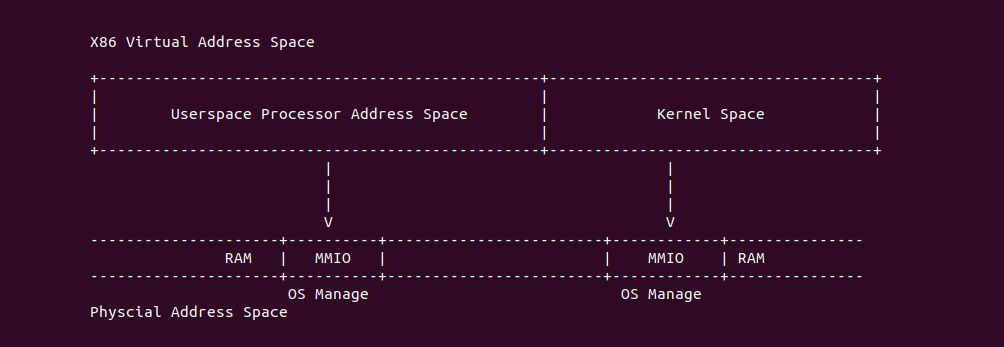 X86 Virtual Address Space
Userspace Processor Address Space Kernel Space
V V
RAM | MMIO | | MMIO | RAM
OS Manage OS Manage
Physcial Address Space